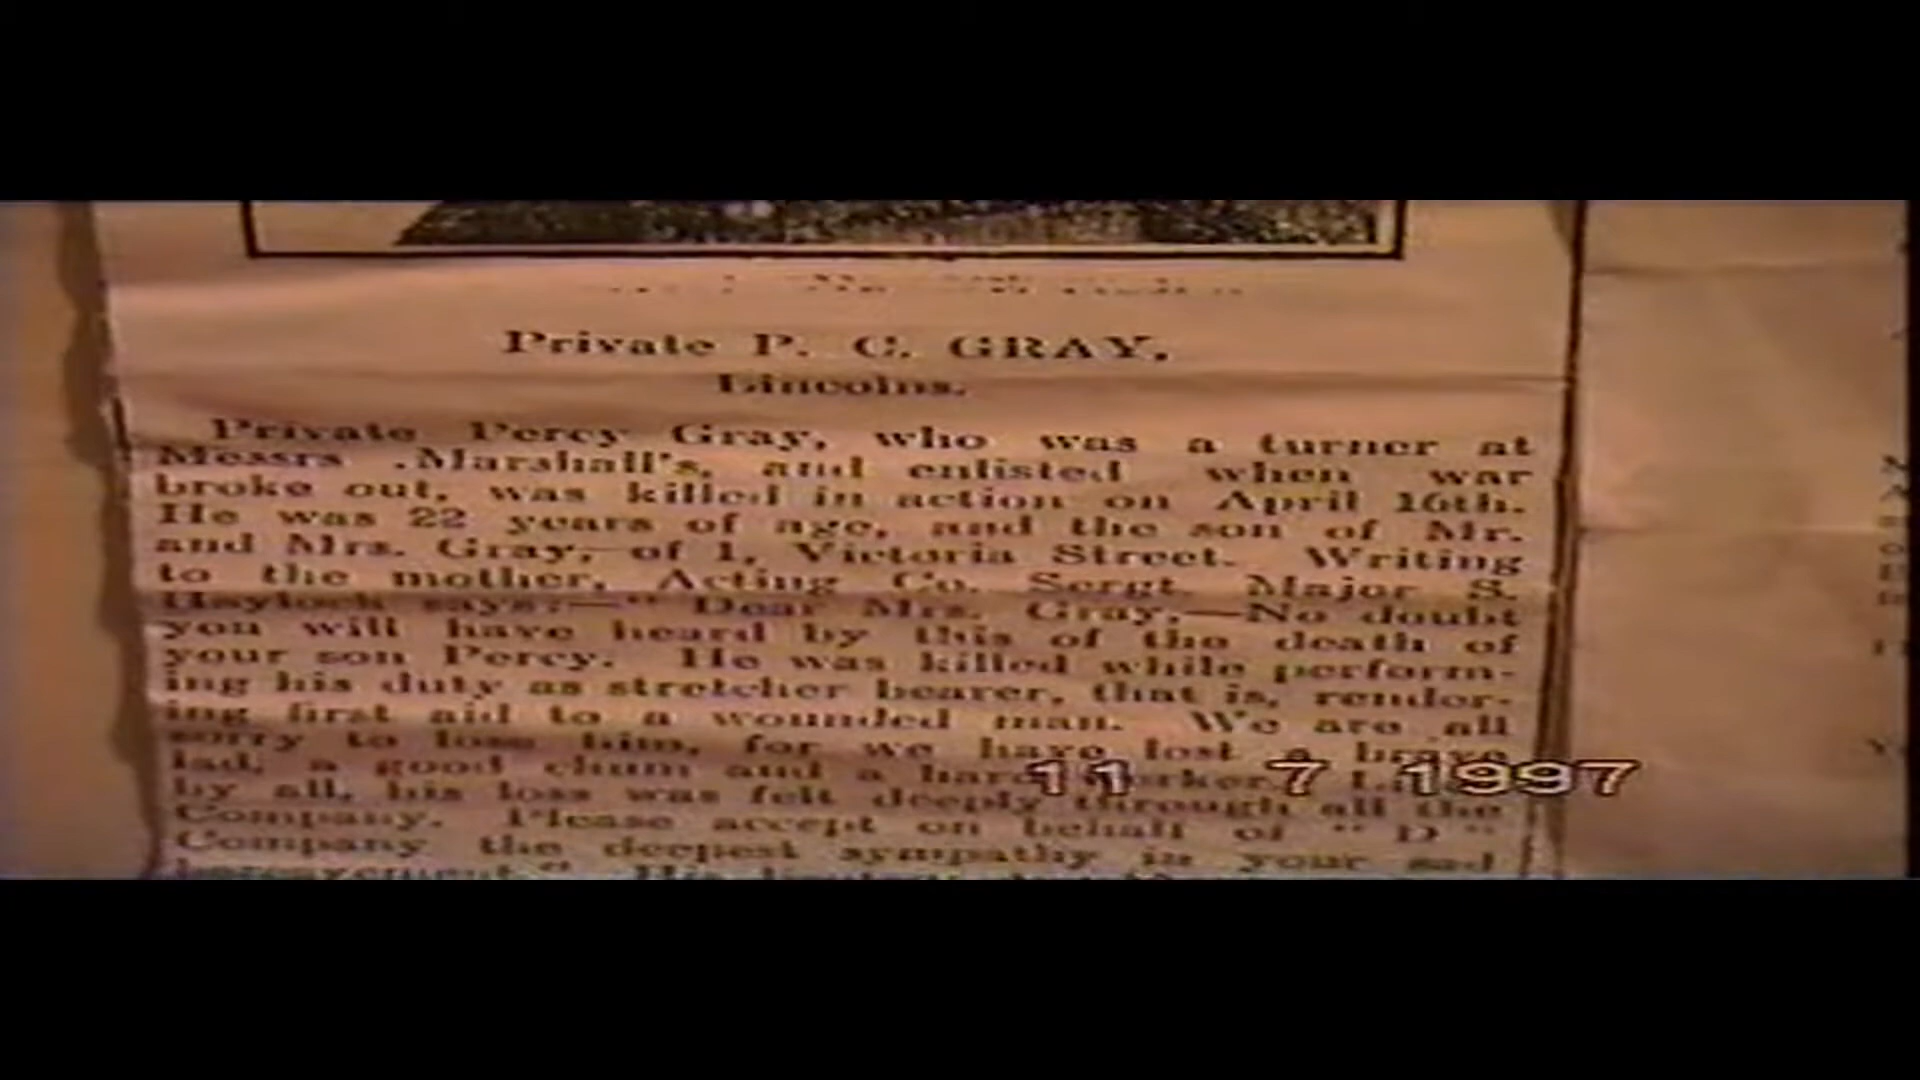 Private P. C. GRAY,
Lincolns.
Private Percy Gray, who was a turner at
Messrs. Marshall's, and enlisted when war
broke out, was killed in action on April 16th.
He was 22 years of age, and the son of Mr.
and Mrs. Gray, of 1, Victoria Street. Writing
to the mother, Acting Co. Sergt. Major S.
says:—"Dear Mrs. Gray,—No doubt
you will have heard by this of the death of
your son Percy. He was killed while perform-
ing his duty as stretcher bearer, that is, render-
ing first aid to a wounded man. We are all
sorry to lose him, for we have lost a brave
lad, a good chum and a hard
by all, his loss was felt deeply through all the
Company. Please accept on behalf of "D"
Company the deepest sympathy in your sad
bereavement." His
11 7 1997